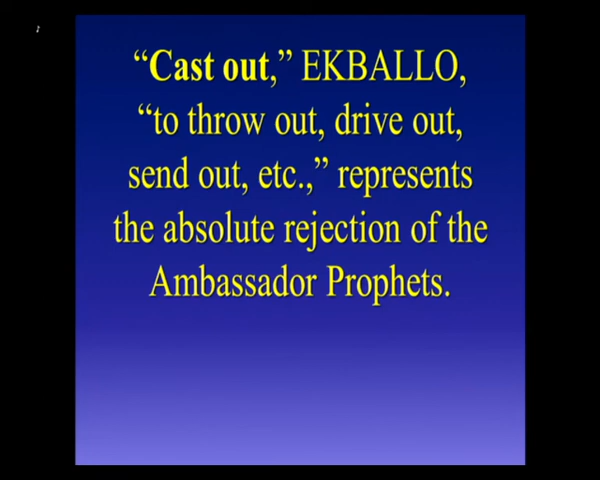 “Cast out,” EKBALLO,
“to throw out, drive out,
send out, etc.,” represents
the absolute rejection of the
Ambassador Prophets.